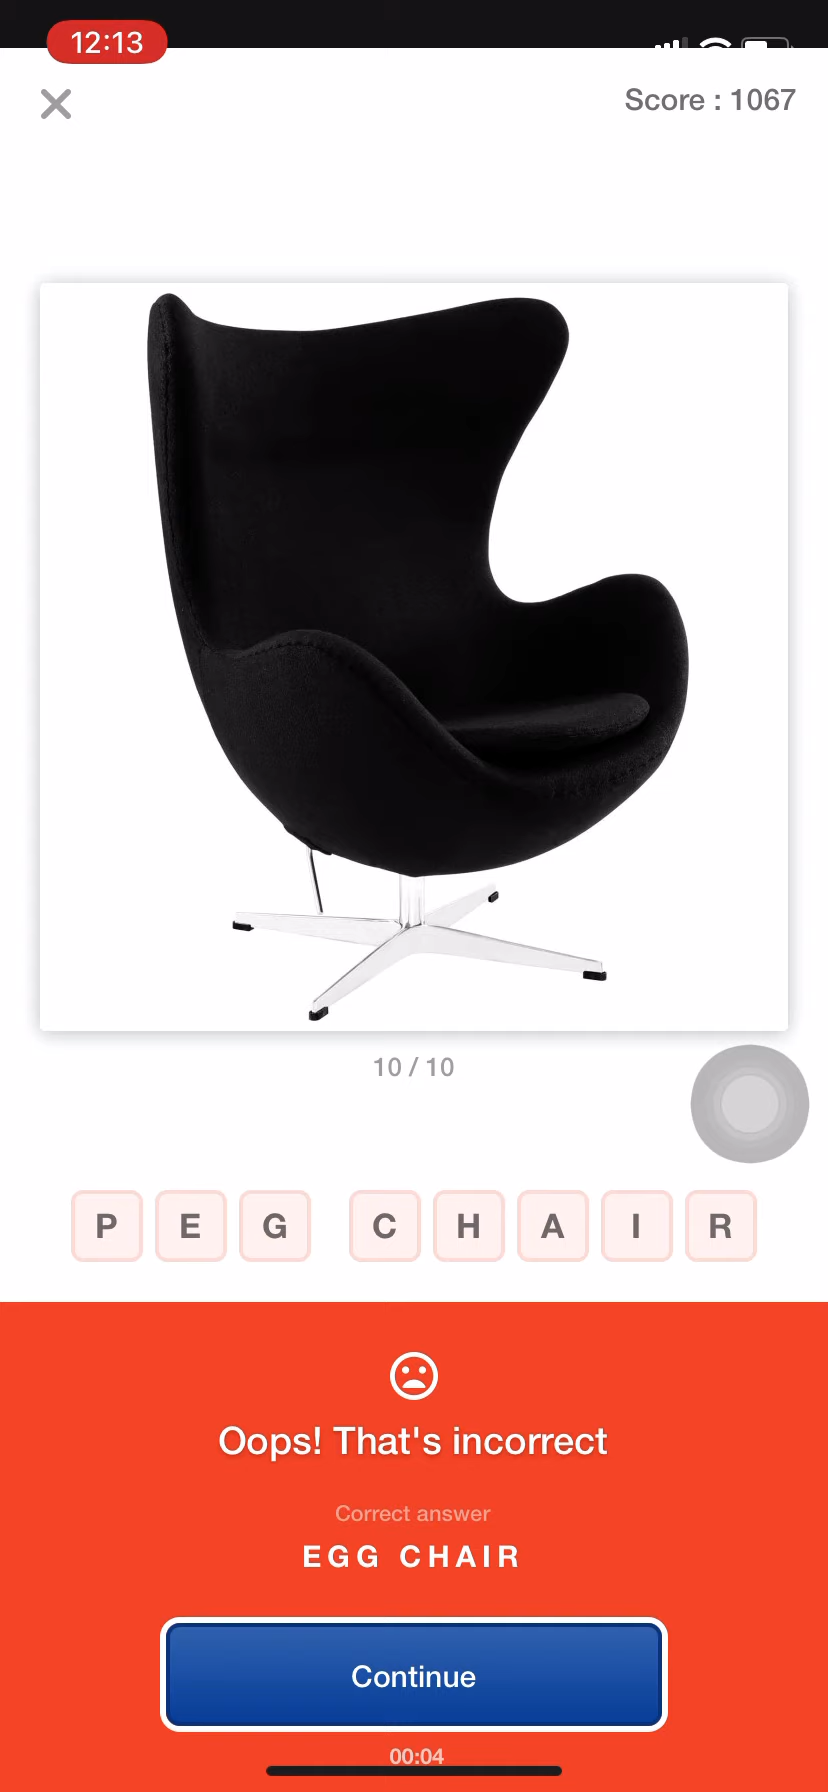 12:13
Score : 1067
10 / 10
P E G C H A I R
Oops! That's incorrect
Correct answer
EGG CHAIR
Continue
00:04